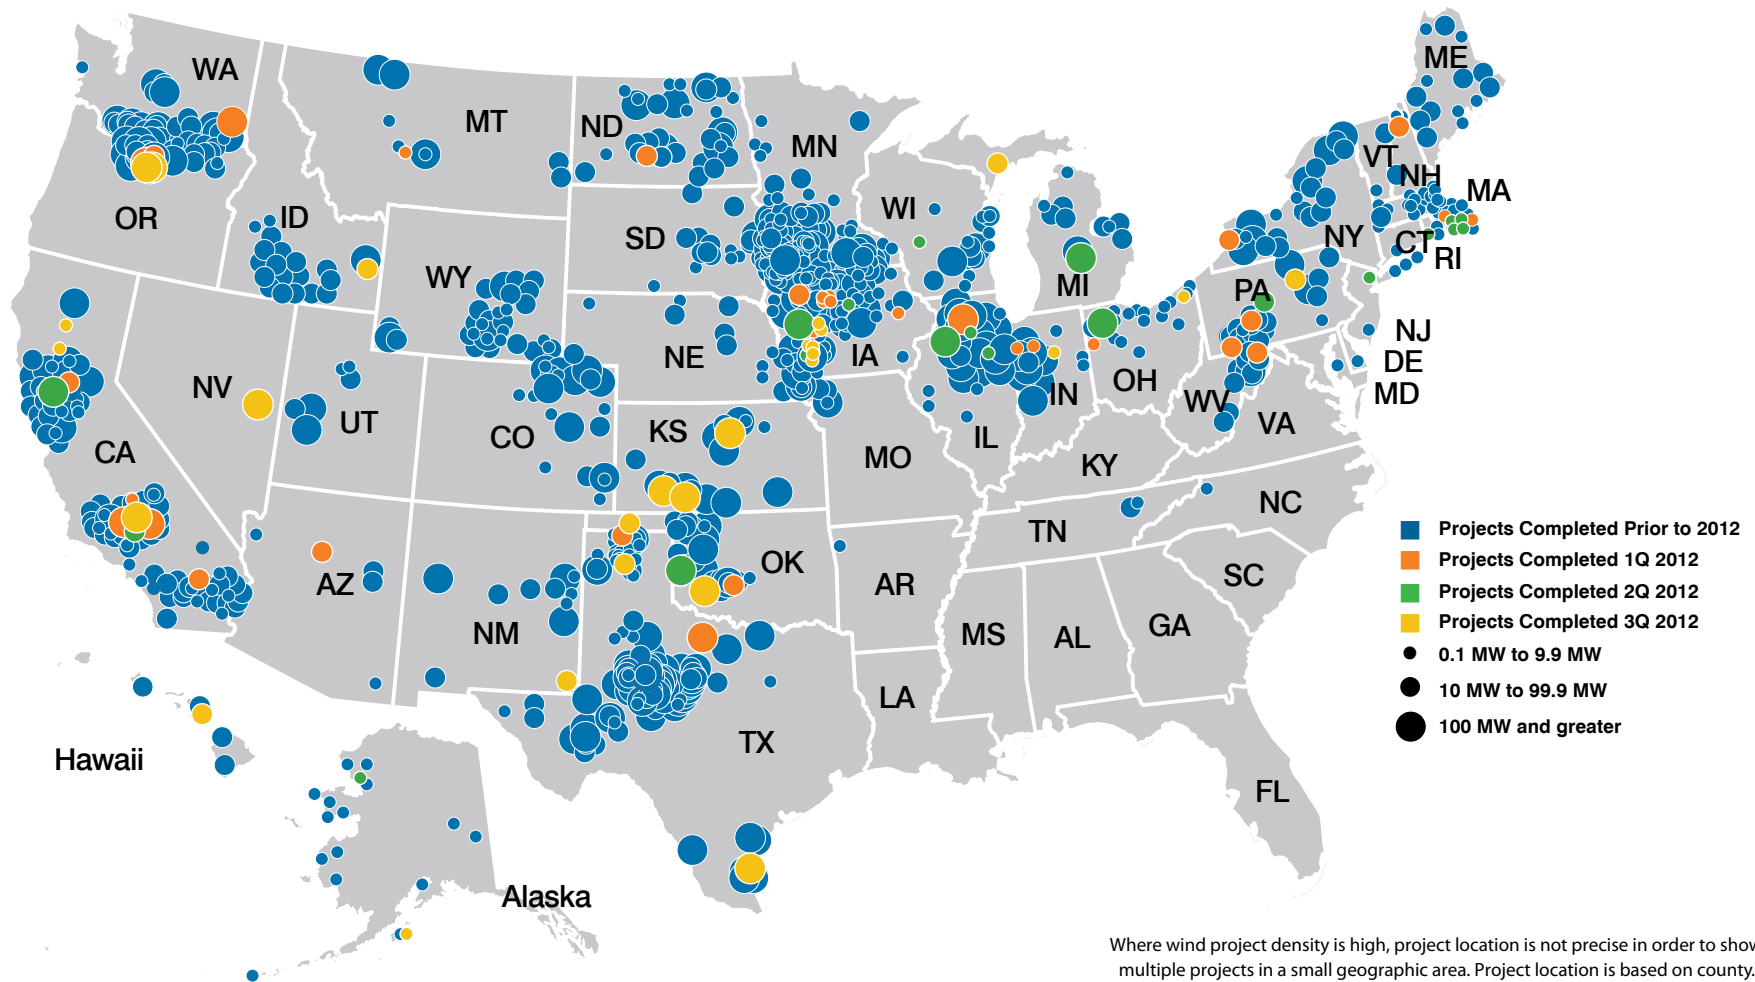 ME
WA
MT
ND
MN
VT
NH
MA
WI
OR
ID
SD
NY
CT
RI
WY
MI
PA
NJ
NE
IA
DE
OH
MD
NV
IN
WV
UT
KS
VA
CO
IL
CA
MO
KY
NC
TN
Projects Completed Prior to 2012
Projects Completed 1Q 2012
OK
SC
AZ
AR
Projects Completed 2Q 2012
Projects Completed 3Q 2012
GA
NM
MS
AL
0.1 MW to 9.9 MW
10 MW to 99.9 MW
LA
100 MW and greater
TX
Hawaii
FL
Alaska
Where wind project density is high, project location is not precise in order to show
multiple projects in a small geographic area. Project location is based on county.